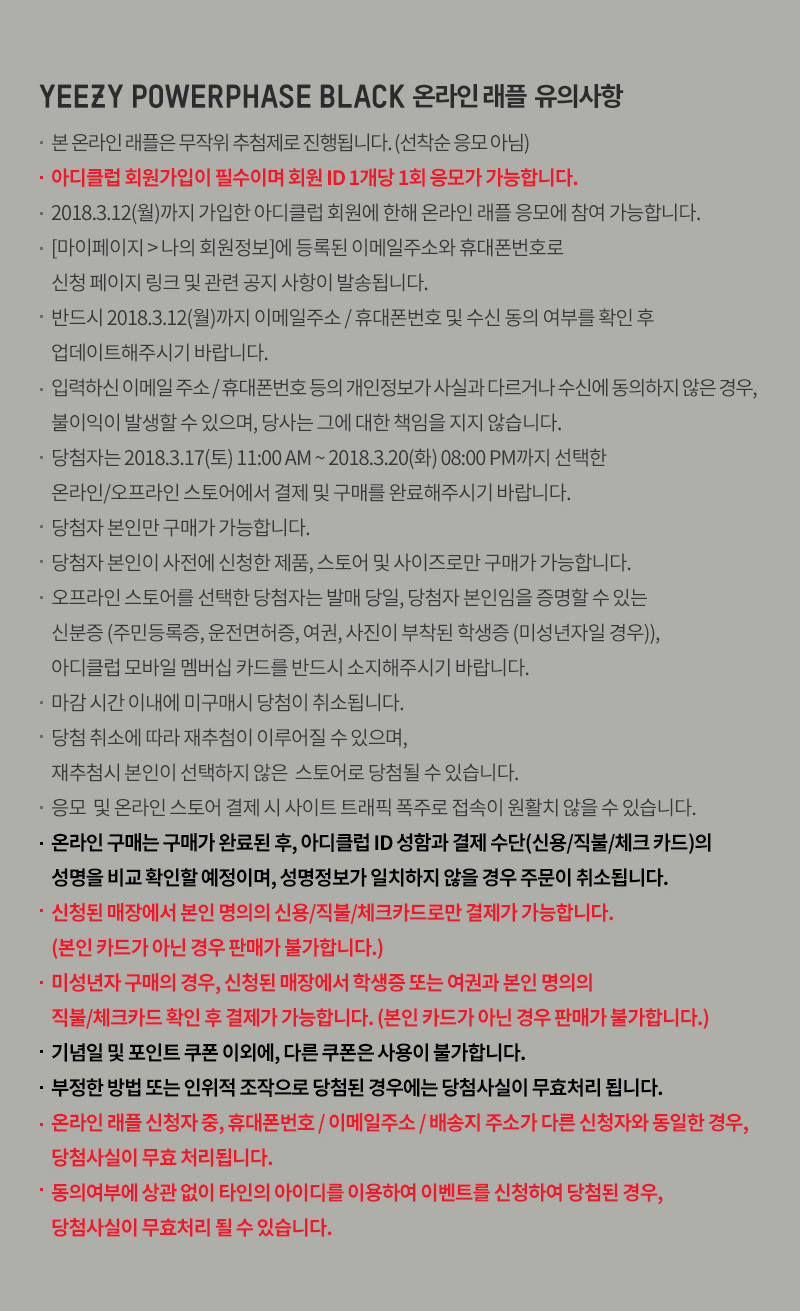 YEEZY POWERPHASE BLACK 온라인 래플 유의사항
· 본 온라인 래플은 무작위 추첨제로 진행됩니다. (선착순 응모 아님)
· 아디클럽 회원가입이 필수이며 회원 ID 1개당 1회 응모가 가능합니다.
· 2018.3.12(월)까지 가입한 아디클럽 회원에 한해 온라인 래플 응모에 참여 가능합니다.
· [마이페이지 > 나의 회원정보]에 등록된 이메일주소와 휴대폰번호로
신청 페이지 링크 및 관련 공지 사항이 발송됩니다.
· 반드시 2018.3.12(월)까지 이메일주소 / 휴대폰번호 및 수신 동의 여부를 확인 후
업데이트해주시기 바랍니다.
· 입력하신 이메일 주소 / 휴대폰번호 등의 개인정보가 사실과 다르거나 수신에 동의하지 않은 경우,
불이익이 발생할 수 있으며, 당사는 그에 대한 책임을 지지 않습니다.
· 당첨자는 2018.3.17(토) 11:00 AM ~ 2018.3.20(화) 08:00 PM까지 선택한
온라인/오프라인 스토어에서 결제 및 구매를 완료해주시기 바랍니다.
· 당첨자 본인만 구매가 가능합니다.
· 당첨자 본인이 사전에 신청한 제품, 스토어 및 사이즈로만 구매가 가능합니다.
· 오프라인 스토어를 선택한 당첨자는 발매 당일, 당첨자 본인임을 증명할 수 있는
신분증 (주민등록증, 운전면허증, 여권, 사진이 부착된 학생증 (미성년자일 경우)),
아디클럽 모바일 멤버십 카드를 반드시 소지해주시기 바랍니다.
· 마감 시간 이내에 미구매시 당첨이 취소됩니다.
· 당첨 취소에 따라 재추첨이 이루어질 수 있으며,
재추첨시 본인이 선택하지 않은 스토어로 당첨될 수 있습니다.
· 응모 및 온라인 스토어 결제 시 사이트 트래픽 폭주로 접속이 원활치 않을 수 있습니다.
· 온라인 구매는 구매가 완료된 후, 아디클럽 ID 성함과 결제 수단(신용/직불/체크 카드)의
성명을 비교 확인할 예정이며, 성명정보가 일치하지 않을 경우 주문이 취소됩니다.
· 신청된 매장에서 본인 명의의 신용/직불/체크카드로만 결제가 가능합니다.
(본인 카드가 아닌 경우 판매가 불가합니다.)
· 미성년자 구매의 경우, 신청된 매장에서 학생증 또는 여권과 본인 명의의
직불/체크카드 확인 후 결제가 가능합니다. (본인 카드가 아닌 경우 판매가 불가합니다.)
· 기념일 및 포인트 쿠폰 이외에, 다른 쿠폰은 사용이 불가합니다.
· 부정한 방법 또는 인위적 조작으로 당첨된 경우에는 당첨사실이 무효처리 됩니다.
· 온라인 래플 신청자 중, 휴대폰번호 / 이메일주소 / 배송지 주소가 다른 신청자와 동일한 경우,
당첨사실이 무효 처리됩니다.
· 동의여부에 상관 없이 타인의 아이디를 이용하여 이벤트를 신청하여 당첨된 경우,
당첨사실이 무효처리 될 수 있습니다.